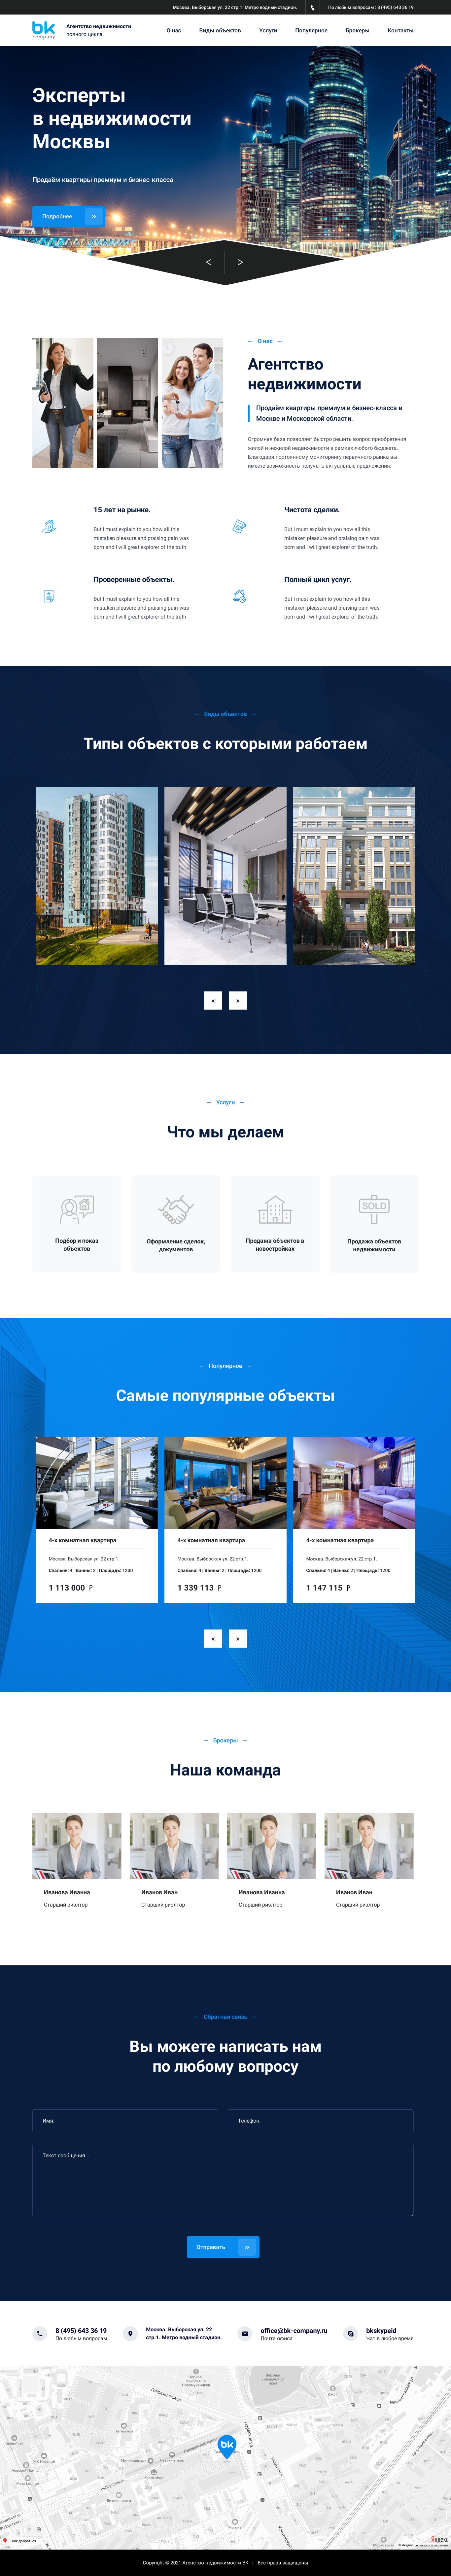 Москва. Выборская ул. 22 стр.1. Метро водный стадион.
По любым вопросам : 8 (495) 643 36 19
bk
company
Агентство недвижимости
полного цикла
О нас
Виды объектов
Услуги
Популярное
Брокеры
Контакты
Эксперты
в недвижимости
Москвы
Продаём квартиры премиум и бизнес-класса
Подробнее »
— О нас —
Агентство
недвижимости
Продаём квартиры премиум и бизнес-класса в
Москве и Московской области.
Огромная база позволяет быстро решить вопрос приобретения
жилой и нежилой недвижимости в рамках любого бюджета.
Благодаря постоянному мониторингу первичного рынка вы
имеете возможность получать актуальные предложения.
15 лет на рынке.
But I must explain to you how all this
mistaken pleasure and praising pain was
born and I will great explorer of the truth.
Чистота сделки.
But I must explain to you how all this
mistaken pleasure and praising pain was
born and I will great explorer of the truth.
Проверенные объекты.
But I must explain to you how all this
mistaken pleasure and praising pain was
born and I will great explorer of the truth.
Полный цикл услуг.
But I must explain to you how all this
mistaken pleasure and praising pain was
born and I will great explorer of the truth.
— Виды объектов —
Типы объектов с которыми работаем
« »
— Услуги —
Что мы делаем
Подбор и показ
объектов
Оформление сделок,
документов
Продажа объектов в
новостройках
SOLD
Продажа объектов
недвижимости
— Популярное —
Самые популярные объекты
4-х комнатная квартира
Москва. Выборская ул. 22 стр.1.
Спальни: 4 | Ванны: 2 | Площадь: 1200
1 113 000 ₽
4-х комнатная квартира
Москва. Выборская ул. 22 стр.1.
Спальни: 4 | Ванны: 2 | Площадь: 1200
1 339 113 ₽
4-х комнатная квартира
Москва. Выборская ул. 22 стр.1.
Спальни: 4 | Ванны: 2 | Площадь: 1200
1 147 115 ₽
« »
— Брокеры —
Наша команда
Иванова Иванна
Старший риэлтор
Иванов Иван
Старший риэлтор
Иванова Иванна
Старший риэлтор
Иванов Иван
Старший риэлтор
— Обратная связь —
Вы можете написать нам
по любому вопросу
Имя:
Телефон:
Текст сообщения...
Отправить »
8 (495) 643 36 19
По любым вопросам
Москва. Выборская ул. 22
стр.1. Метро водный стадион.
office@bk-company.ru
Почта офиса
bkskypeid
Чат в любое время
bk
Как добраться
Copyright © 2021 Агенство недвижимости BK | Все права защищены